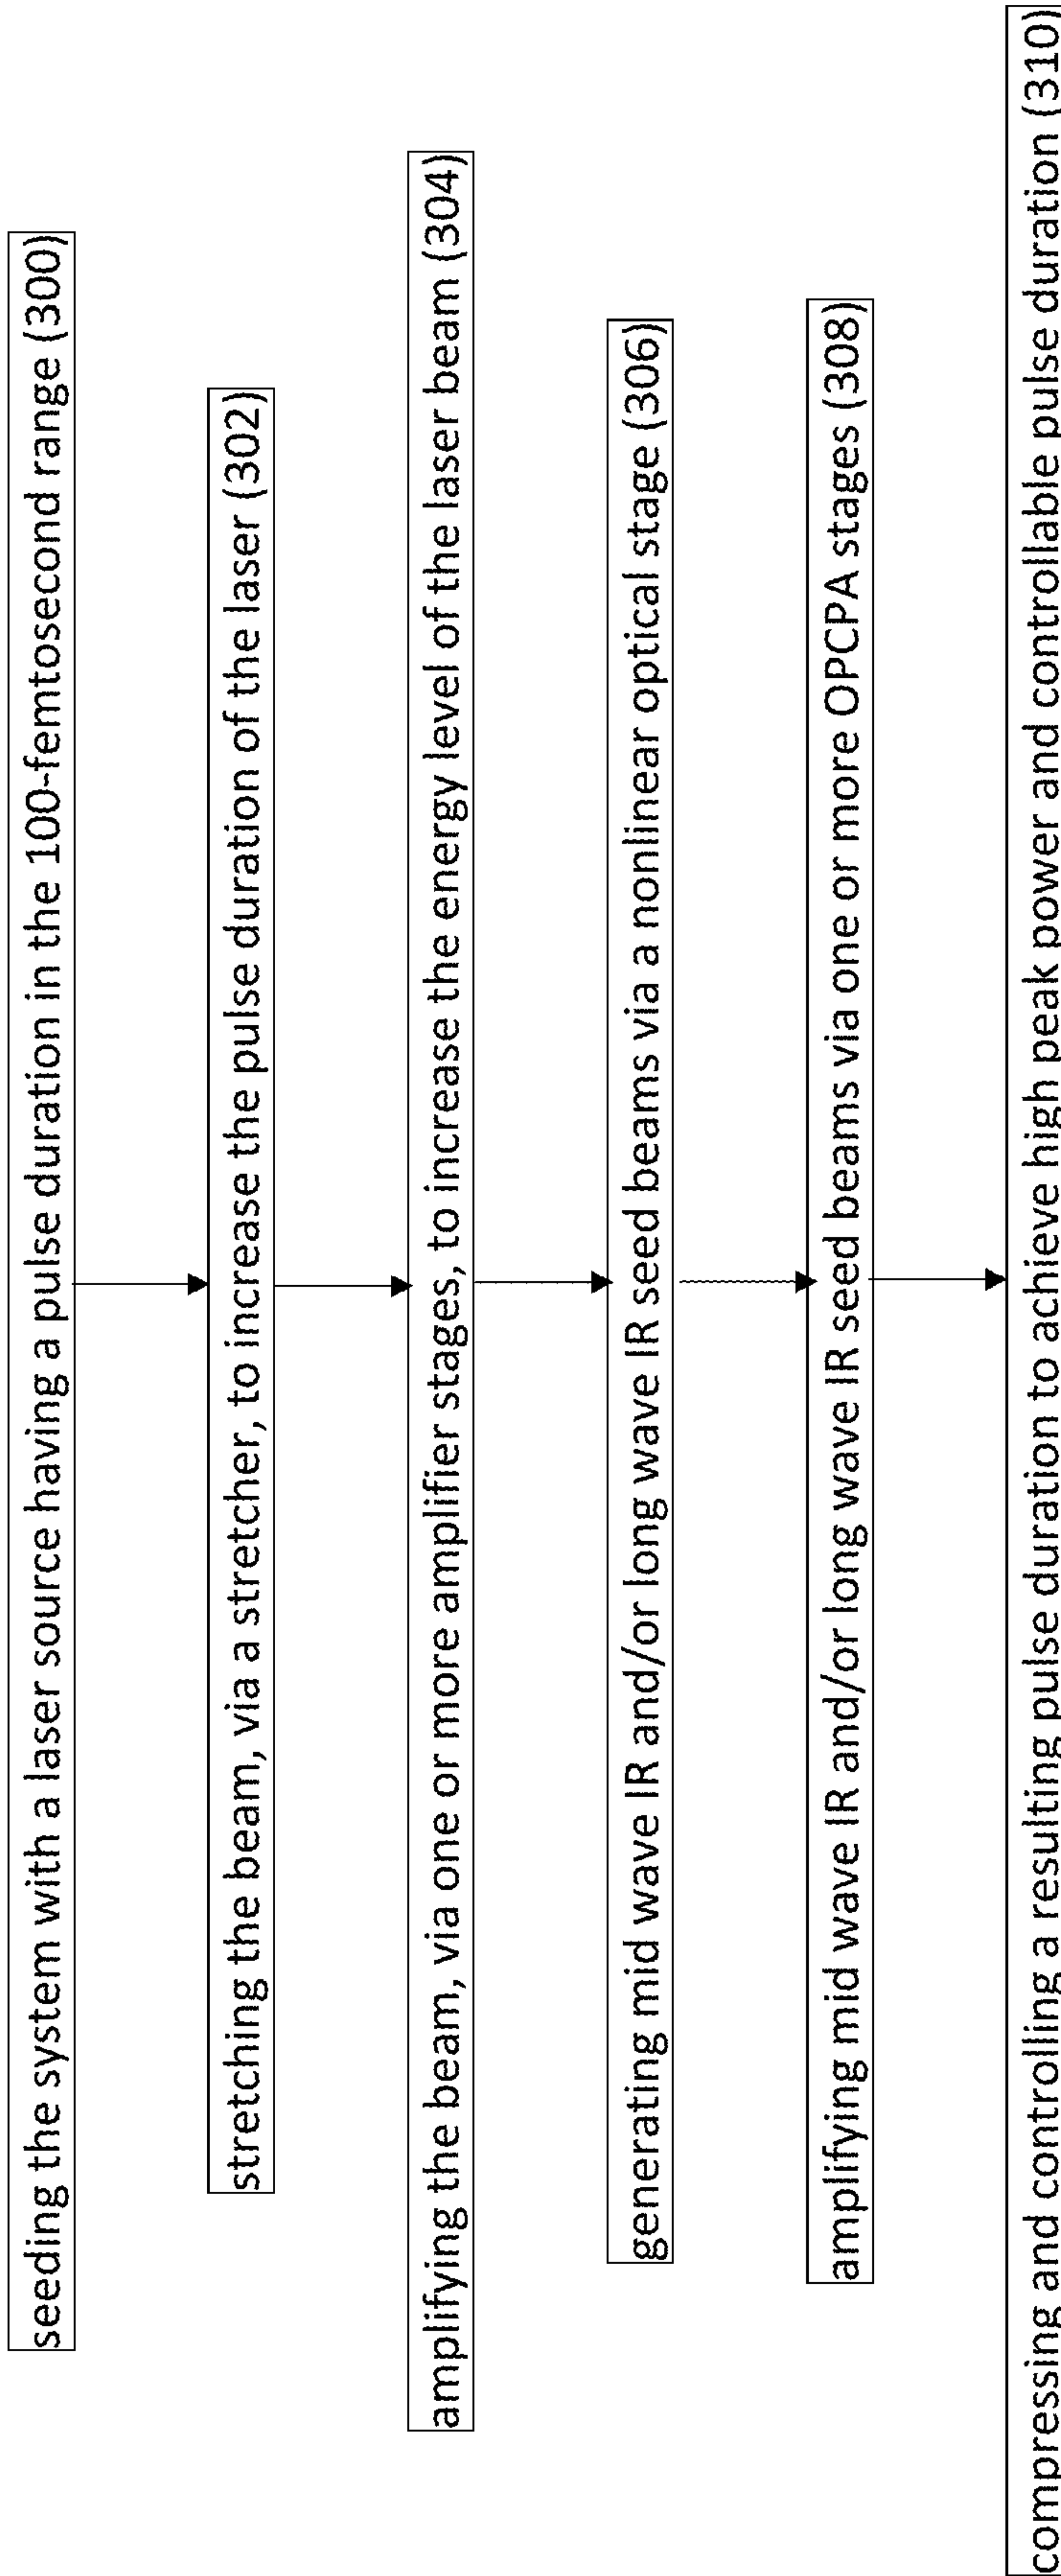 seeding the system with a laser source having a pulse duration in the 100-femtosecond range (300)
stretching the beam, via a stretcher, to increase the pulse duration of the laser (302)
amplifying the beam, via one or more amplifier stages, to increase the energy level of the laser beam (304)
generating mid wave IR and/or long wave IR seed beams via a nonlinear optical stage (306)
amplifying mid wave IR and/or long wave IR seed beams via one or more OPCPA stages (308)
compressing and controlling a resulting pulse duration to achieve high peak power and controllable pulse duration (310)